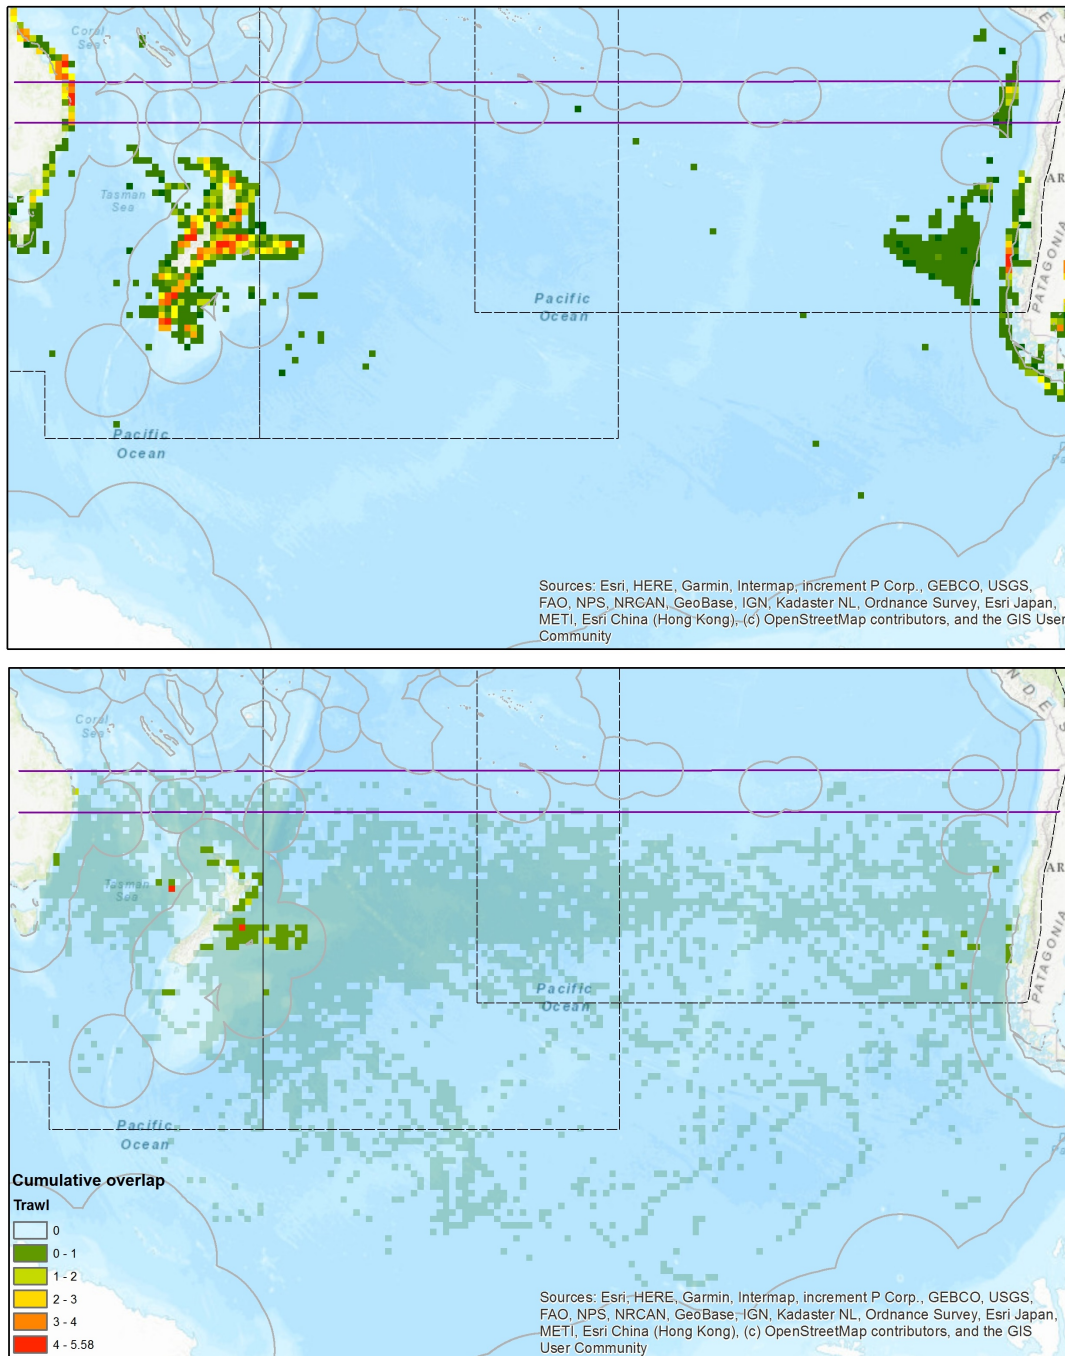 Coral
Sea
Tasman
Sea
AR
PATAGONIA
Pacific
Ocean
Pacific
Ocean
Sources: Esri, HERE, Garmin, Intermap, increment P Corp., GEBCO, USGS,
FAO, NPS, NRCAN, GeoBase, IGN, Kadaster NL, Ordnance Survey, Esri Japan,
METI, Esri China (Hong Kong), (c) OpenStreetMap contributors, and the GIS User
Community
Coral
Sea
NDES
Tasman
Sea
AR
PATAGONIA
Pacific
Ocean
Pacific
Ocean
Cumulative overlap
Trawl
0
0 - 1
1 - 2
2 - 3
3 - 4
4 - 5.58
Sources: Esri, HERE, Garmin, Intermap, increment P Corp., GEBCO, USGS,
FAO, NPS, NRCAN, GeoBase, IGN, Kadaster NL, Ordnance Survey, Esri Japan,
METI, Esri China (Hong Kong), (c) OpenStreetMap contributors, and the GIS
User Community